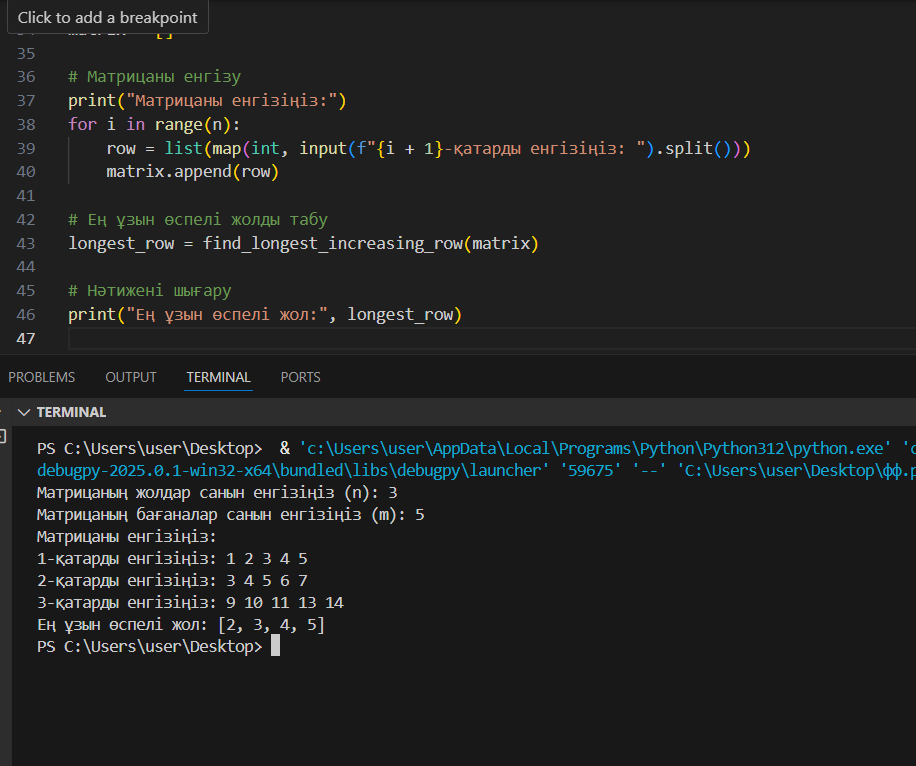 Click to add a breakpoint
35
36 # Матрицаны енгізу
37 print("Матрицаны енгізіңіз:")
38 for i in range(n):
39 row = list(map(int, input(f"{i + 1}-қатарды енгізіңіз: ").split()))
40 matrix.append(row)
41
42 # Ең ұзын өспелі жолды табу
43 longest_row = find_longest_increasing_row(matrix)
44
45 # Нәтижені шығару
46 print("Ең ұзын өспелі жол:", longest_row)
47
PROBLEMS OUTPUT TERMINAL PORTS
TERMINAL
PS C:\Users\user\Desktop> & 'c:\Users\user\AppData\Local\Programs\Python\Python312\python.exe'
debugpy-2025.0.1-win32-x64\bundled\libs\debugpy\launcher' '59675' '--' 'C:\Users\user\Desktop\фф.p
Матрицаның жолдар санын енгізіңіз (n): 3
Матрицаның бағаналар санын енгізіңіз (m): 5
Матрицаны енгізіңіз:
1-қатарды енгізіңіз: 1 2 3 4 5
2-қатарды енгізіңіз: 3 4 5 6 7
3-қатарды енгізіңіз: 9 10 11 13 14
Ең ұзын өспелі жол: [2, 3, 4, 5]
PS C:\Users\user\Desktop>